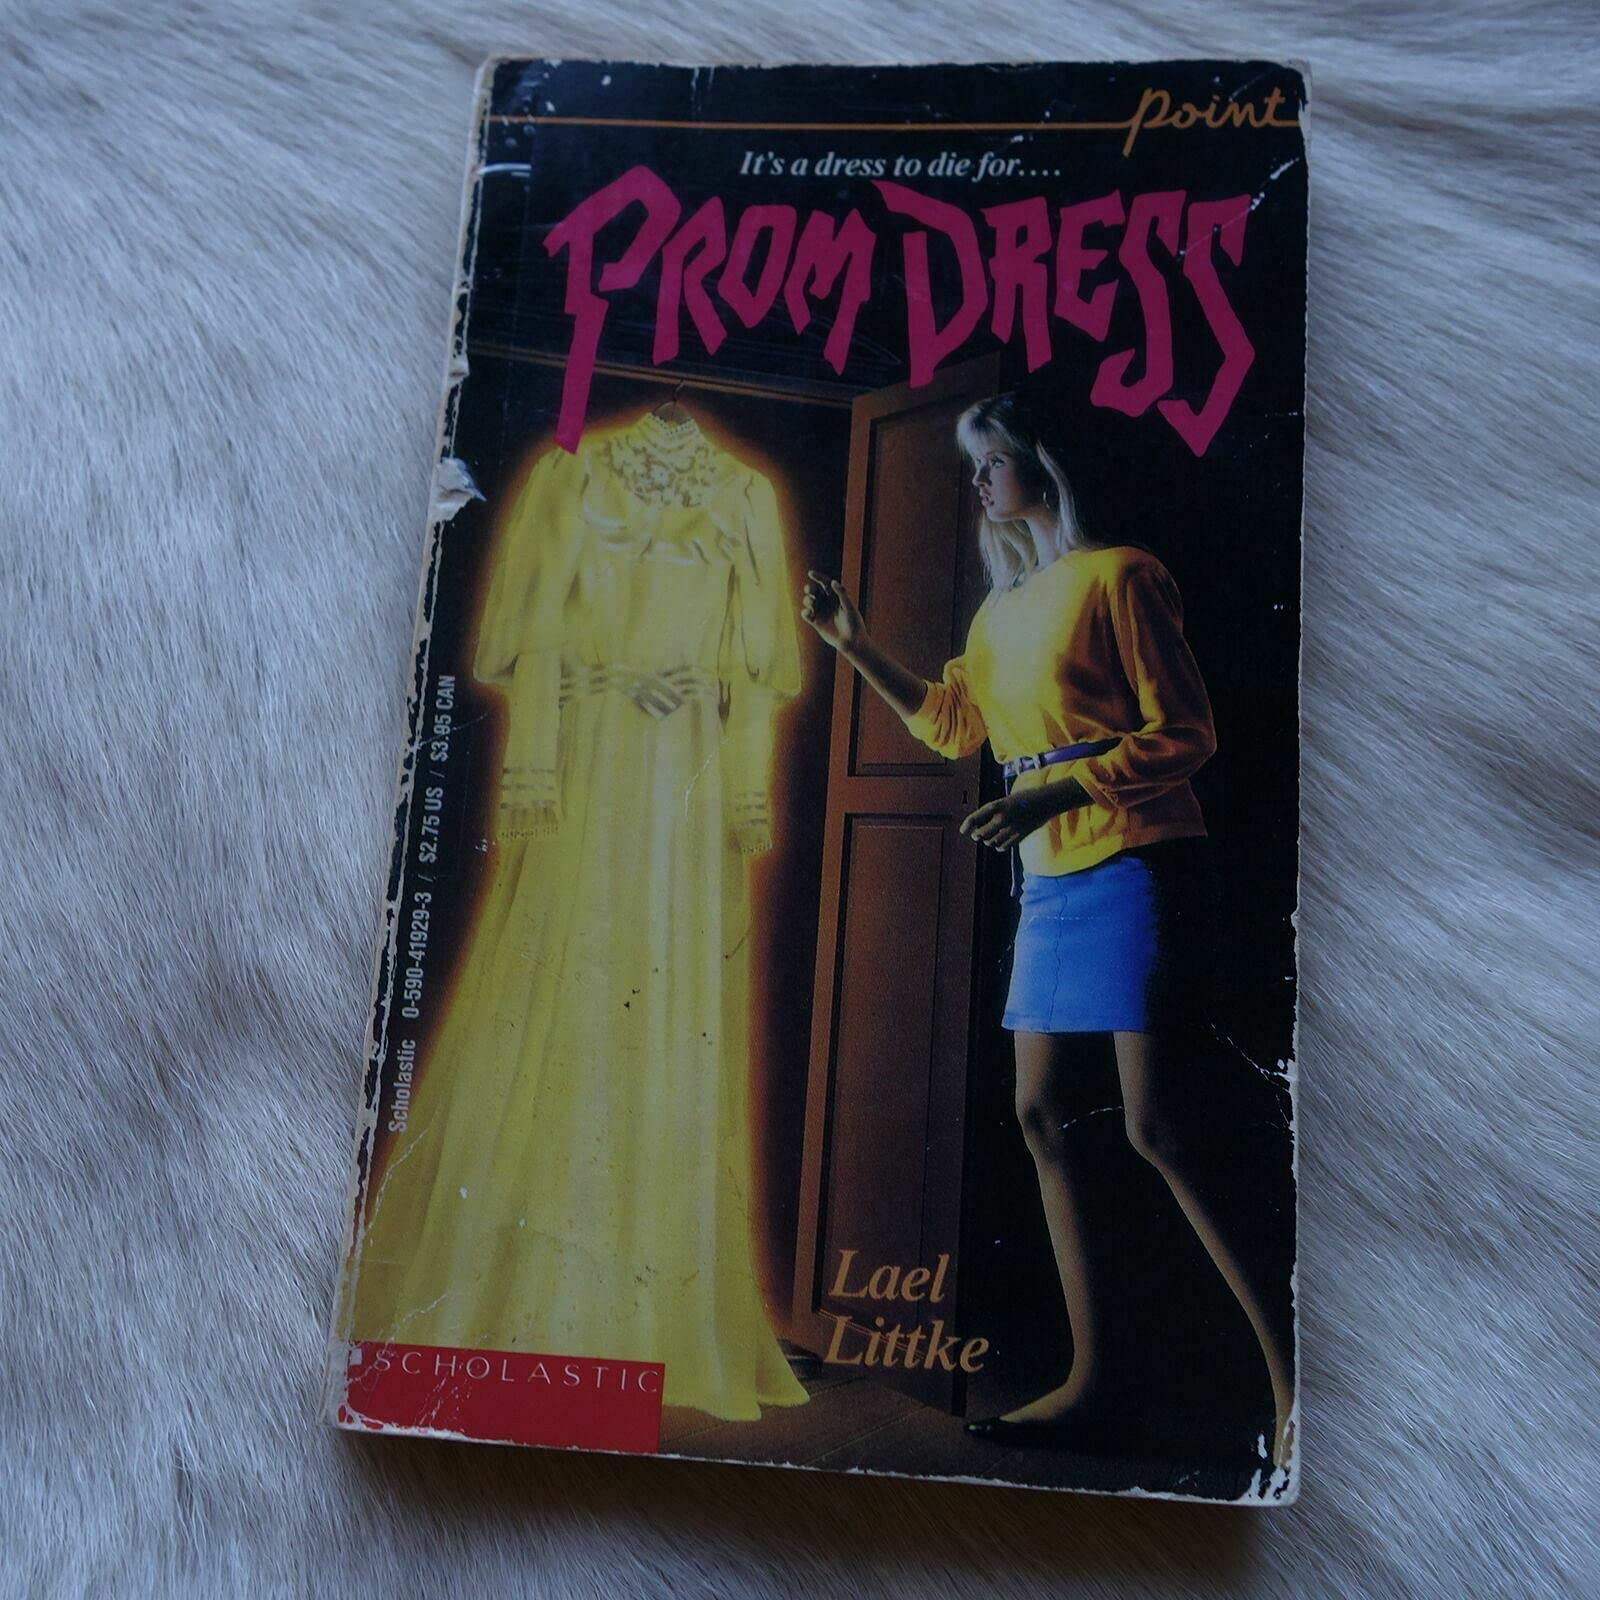 point
It's a dress to die for....
PROM DRESS
Scholastic 0-590-41929-3 / $2.75 US / $3.95 CAN
Lael
Littke
SCHOLASTIC